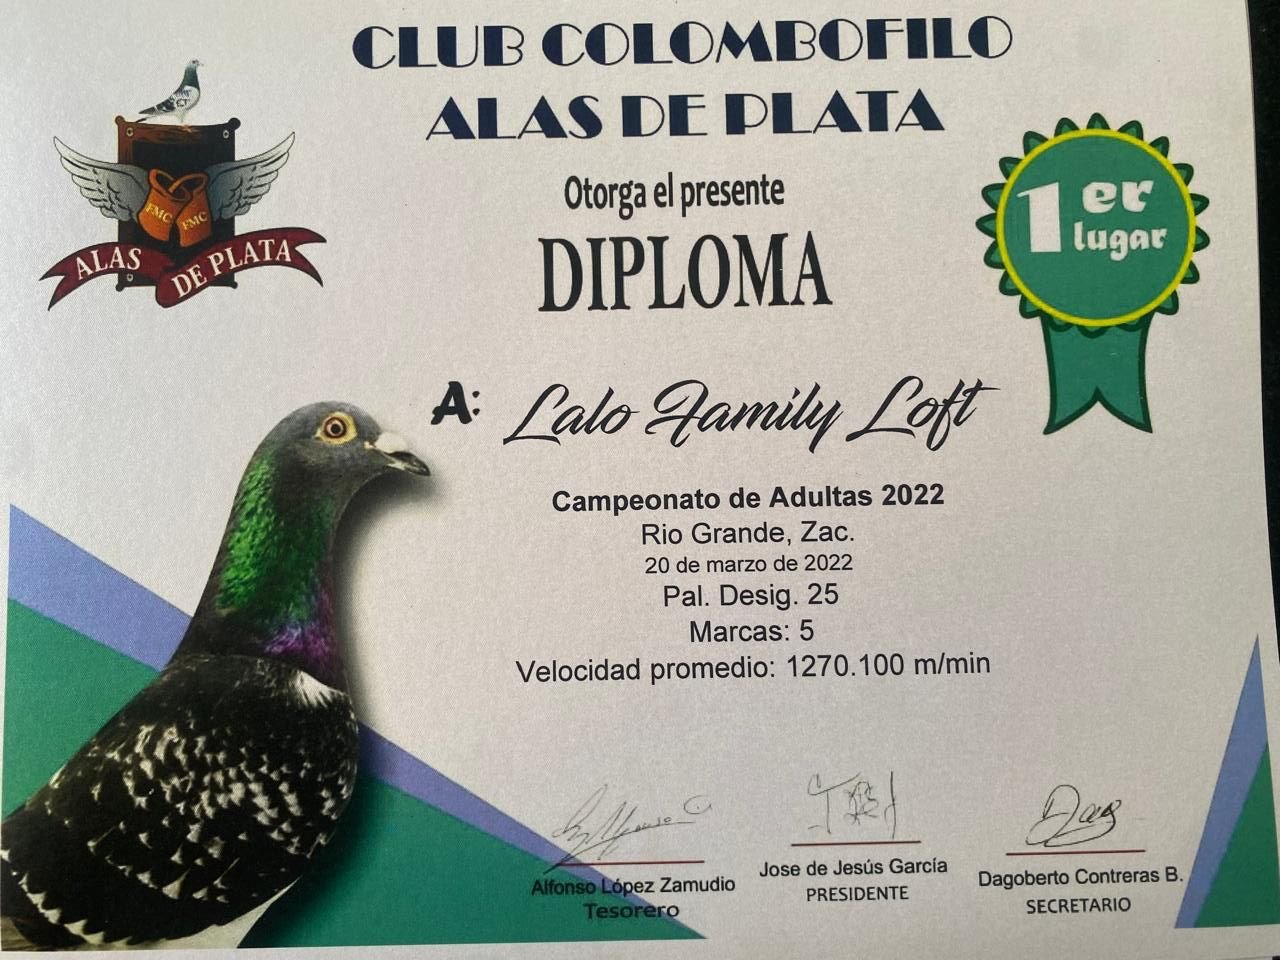 CLUB COLOMBOFILO
ALAS DE PLATA
Otorga el presente
DIPLOMA
1er
lugar
FMC FMC
ALAS DE PLATA
A: Lalo Family Loft
Campeonato de Adultas 2022
Rio Grande, Zac.
20 de marzo de 2022
Pal. Desig. 25
Marcas: 5
Velocidad promedio: 1270.100 m/min
Alfonso López Zamudio
Tesorero
Jose de Jesús García
PRESIDENTE
Dagoberto Contreras B.
SECRETARIO